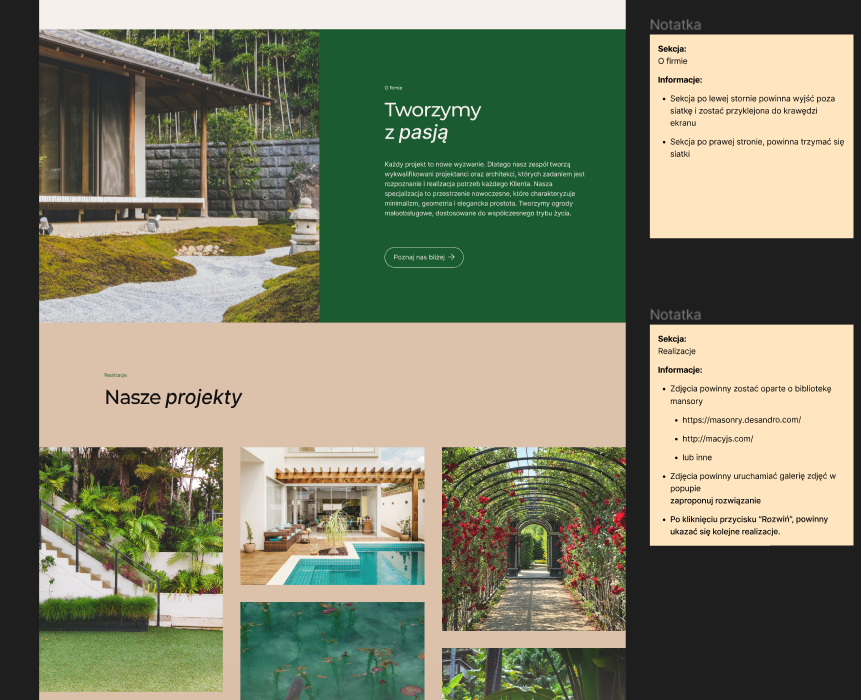 O firmie
Tworzymy
z pasją
Każdy projekt to nowe wyzwanie. Dlatego nasz zespół tworzą
wykwalifikowani projektanci oraz architekci, których zadaniem jest
rozpoznanie i realizacja potrzeb każdego Klienta. Nasza
specjalizacja to przestrzenie nowoczesne, które charakteryzuje
minimalizm, geometria i elegancka prostota. Tworzymy ogrody
małoobsługowe, dostosowane do współczesnego trybu życia.
Poznaj nas bliżej →
Realizacje
Nasze projekty
Notatka
Sekcja:
O firmie
Informacje:
• Sekcja po lewej stornie powinna wyjść poza
siatkę i zostać przyklejona do krawędzi
ekranu
• Sekcja po prawej stronie, powinna trzymać się
siatki
Notatka
Sekcja:
Realizacje
Informacje:
• Zdjęcia powinny zostać oparte o bibliotekę
mansory
• https://masonry.desandro.com/
• http://macyjs.com/
• lub inne
• Zdjęcia powinny uruchamiać galerię zdjęć w
popupie
zaproponuj rozwiązanie
• Po kliknięciu przycisku "Rozwiń", powinny
ukazać się kolejne realizacje.